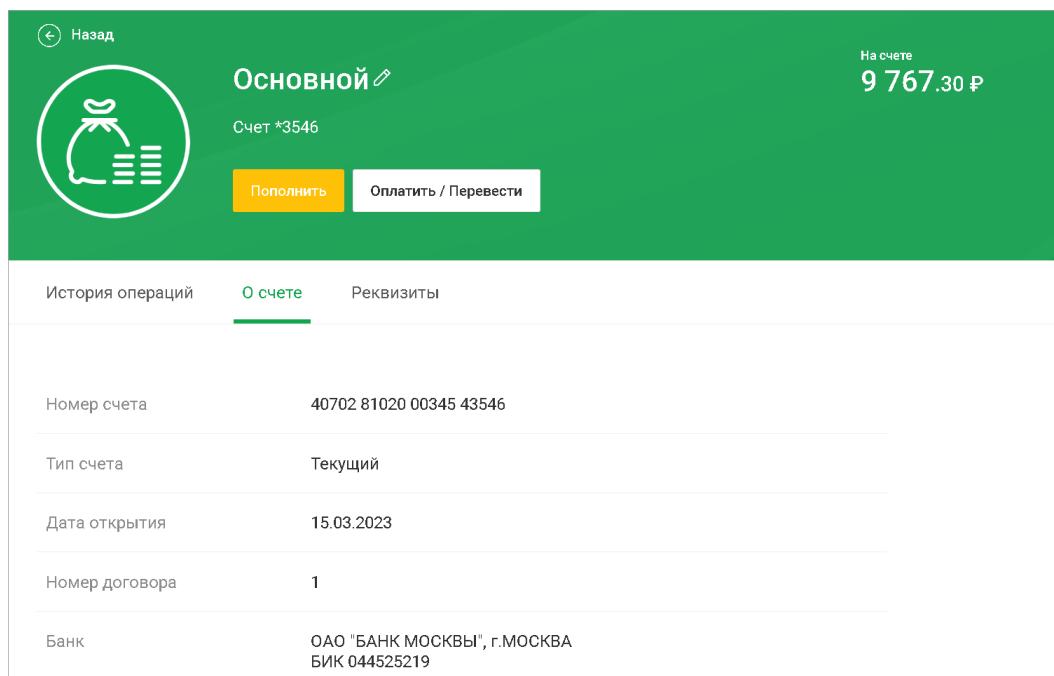 Назад
Основной
На счете
9 767.30 ₽
Счет *3546
Пополнить
Оплатить / Перевести
История операций
О счете
Реквизиты
Номер счета
40702 81020 00345 43546
Тип счета
Текущий
Дата открытия
15.03.2023
Номер договора
1
Банк
ОАО "БАНК МОСКВЫ", г.МОСКВА
БИК 044525219